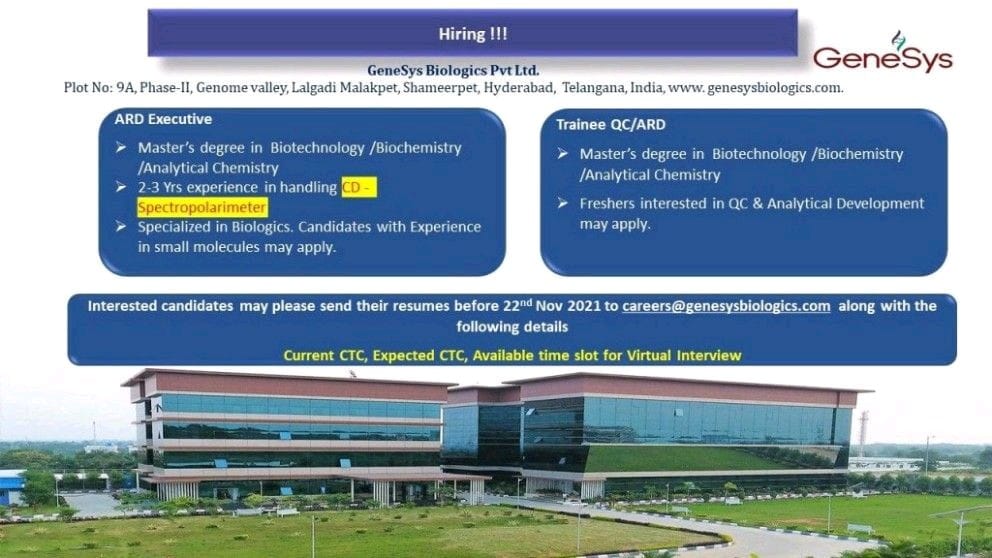 Hiring !!!
GeneSys
GeneSys Biologics Pvt Ltd.
Plot No: 9A, Phase-II, Genome valley, Lalgadi Malakpet, Shameerpet, Hyderabad, Telangana, India, www. genesysbiologics.com.
ARD Executive
➢ Master's degree in Biotechnology /Biochemistry
/Analytical Chemistry
➢ 2-3 Yrs experience in handling CD -
Spectropolarimeter
➢ Specialized in Biologics. Candidates with Experience
in small molecules may apply.
Trainee QC/ARD
➢ Master's degree in Biotechnology /Biochemistry
/Analytical Chemistry
➢ Freshers interested in QC & Analytical Development
may apply.
Interested candidates may please send their resumes before 22nd Nov 2021 to careers@genesysbiologics.com along with the
following details
Current CTC, Expected CTC, Available time slot for Virtual Interview